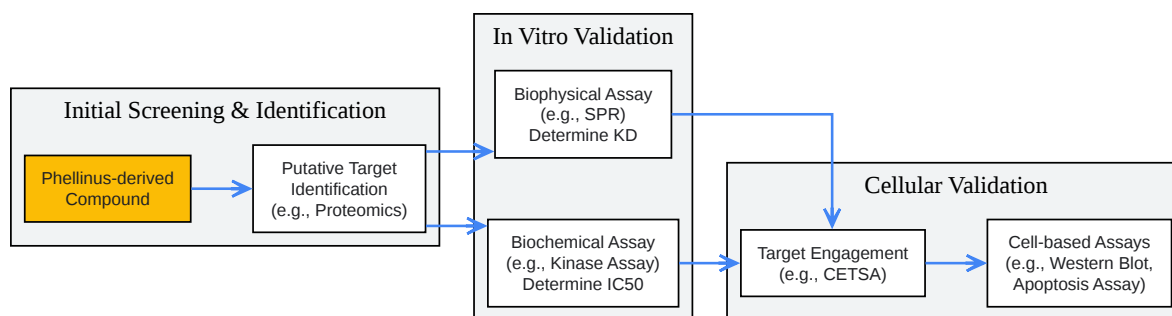 Initial Screening & Identification
Phellinus-derived
Compound
Putative Target
Identification
(e.g., Proteomics)
In Vitro Validation
Biophysical Assay
(e.g., SPR)
Determine KD
Biochemical Assay
(e.g., Kinase Assay)
Determine IC50
Cellular Validation
Target Engagement
(e.g., CETSA)
Cell-based Assays
(e.g., Western Blot,
Apoptosis Assay)